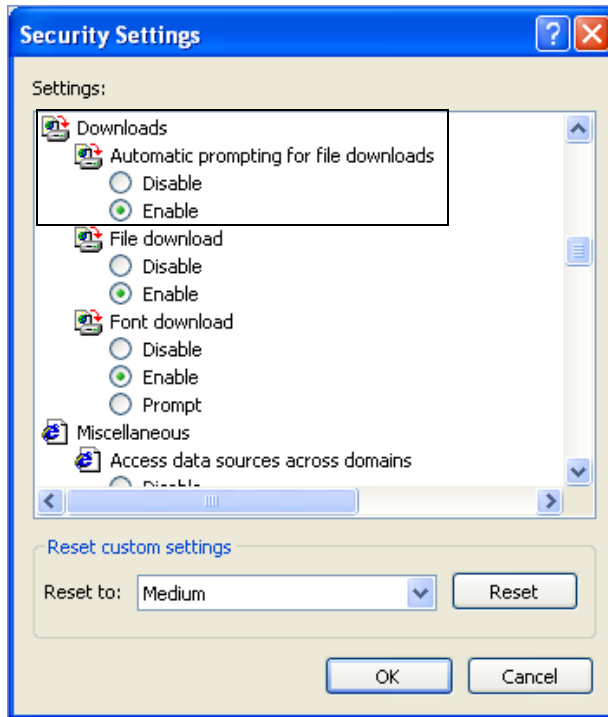 Security Settings
Settings:
Downloads
Automatic prompting for file downloads
Disable
Enable
File download
Disable
Enable
Font download
Disable
Enable
Prompt
Miscellaneous
Access data sources across domains
Disable
Reset custom settings
Reset to: Medium Reset
OK Cancel